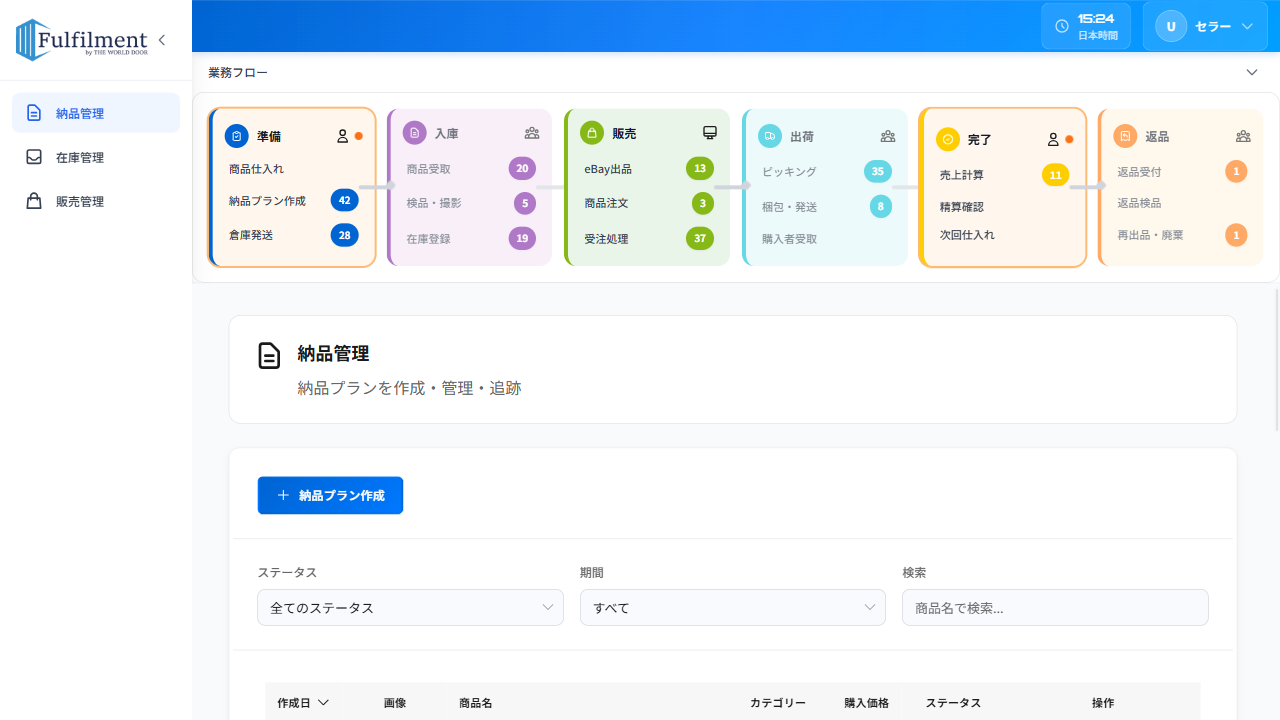 Fulfilment
by THE WORLD DOOR
納品管理
在庫管理
販売管理
15:24
日本時間
U
セラー
業務フロー
準備
商品仕入れ
納品プラン作成 42
倉庫発送 28
入庫
商品受取 20
検品・撮影 5
在庫登録 19
販売
eBay出品 13
商品注文 3
受注処理 37
出荷
ピッキング 35
梱包・発送 8
購入者受取
完了
売上計算 11
精算確認
次回仕入れ
返品
返品受付 1
返品検品
再出品・廃棄 1
納品管理
納品プランを作成・管理・追跡
納品プラン作成
ステータス 期間 検索
全てのステータス すべて 商品名で検索...
作成日 画像 商品名 カテゴリー 購入価格 ステータス 操作